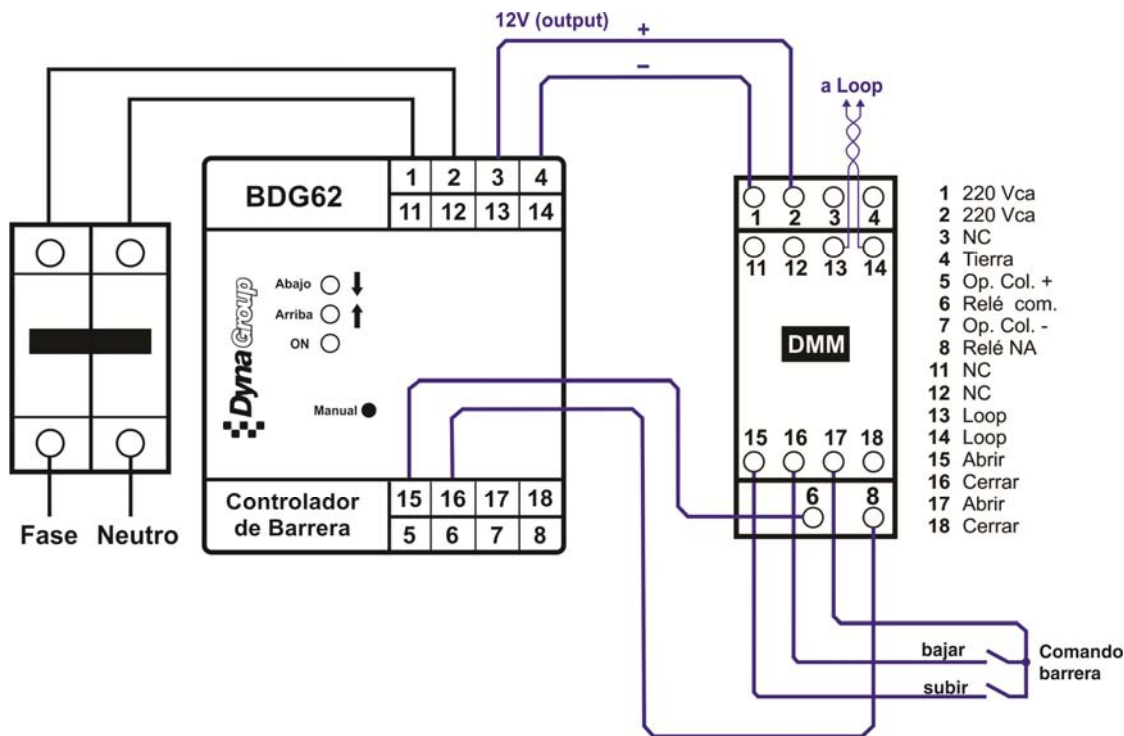 12V (output)
+
–
a Loop
BDG62
1 2 3 4
11 12 13 14
Abajo
Arriba
ON
DynaGroup
Manual
Controlador
de Barrera
15 16 17 18
5 6 7 8
Fase Neutro
1 2 3 4
11 12 13 14
DMM
15 16 17 18
6 8
1 220 Vca
2 220 Vca
3 NC
4 Tierra
5 Op. Col. +
6 Relé com.
7 Op. Col. -
8 Relé NA
11 NC
12 NC
13 Loop
14 Loop
15 Abrir
16 Cerrar
17 Abrir
18 Cerrar
bajar
subir
Comando
barrera